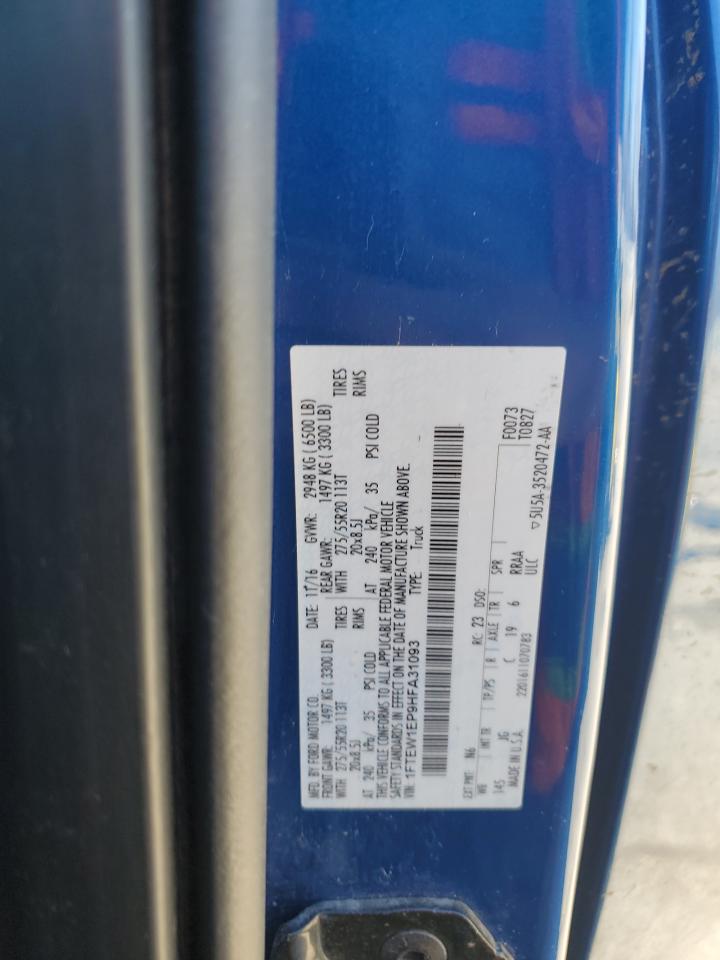 MFD. BY FORD MOTOR CO. DATE: 11/16 GVWR: 2948 KG ( 6500 LB)
FRONT GAWR: 1497 KG ( 3300 LB) REAR GAWR: 1497 KG ( 3300 LB)
WITH 275/55R20 113T TIRES WITH 275/55R20 113T TIRES
20x8.5J RIMS 20x8.5J RIMS
AT 240 kPa/ 35 PSI COLD AT 240 kPa/ 35 PSI COLD
THIS VEHICLE CONFORMS TO ALL APPLICABLE FEDERAL MOTOR VEHICLE
SAFETY STANDARDS IN EFFECT ON THE DATE OF MANUFACTURE SHOWN ABOVE.
VIN: 1FTEW1EP9HFA31093 TYPE: Truck
EXT PNT: N6 RC: 23 DSO:
WB INT TR TP/PS R AXLE TR SPR
145 JG C 19 6 RRAA F0073
MADE IN U.S.A. 2201611070783 ULC T0827
▽5U5A-3520472-AA